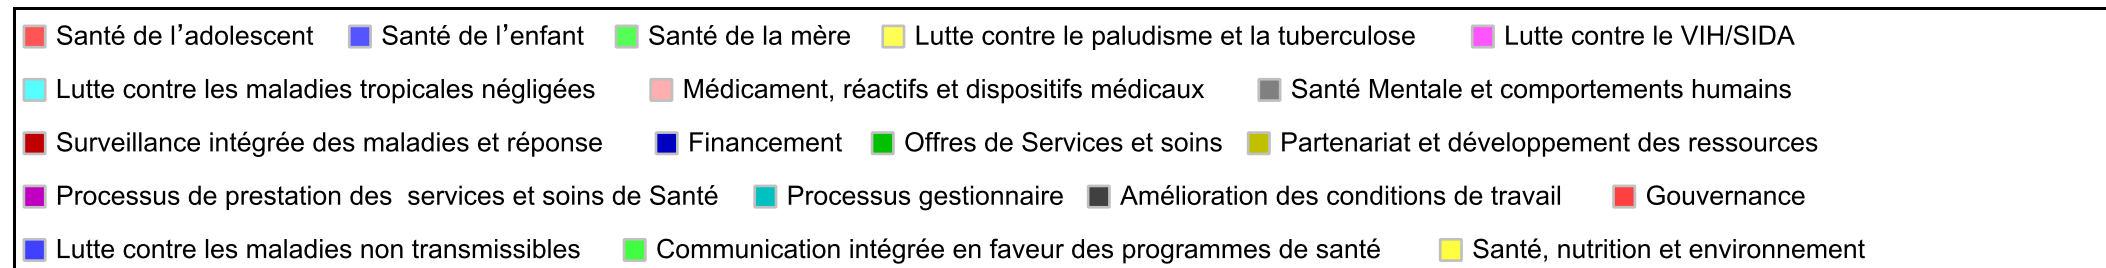 Santé de l’adolescent Santé de l’enfant Santé de la mère Lutte contre le paludisme et la tuberculose Lutte contre le VIH/SIDA
Lutte contre les maladies tropicales négligées Médicament, réactifs et dispositifs médicaux Santé Mentale et comportements humains
Surveillance intégrée des maladies et réponse Financement Offres de Services et soins Partenariat et développement des ressources
Processus de prestation des  services et soins de Santé Processus gestionnaire Amélioration des conditions de travail Gouvernance
Lutte contre les maladies non transmissibles Communication intégrée en faveur des programmes de santé Santé, nutrition et environnement